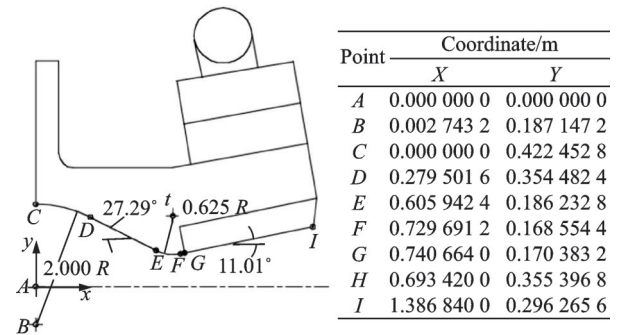 Point Coordinate/m
X Y
A 0.000 000 0 0.000 000 0
B 0.002 743 2 0.187 147 2
C 0.000 000 0 0.422 452 8
D 0.279 501 6 0.354 482 4
E 0.605 942 4 0.186 232 8
F 0.729 691 2 0.168 554 4
G 0.740 664 0 0.170 383 2
H 0.693 420 0 0.355 396 8
I 1.386 840 0 0.296 265 6
C
D
27.29°
t
0.625 R
E F G
11.01°
I
y
2.000 R
A
x
B